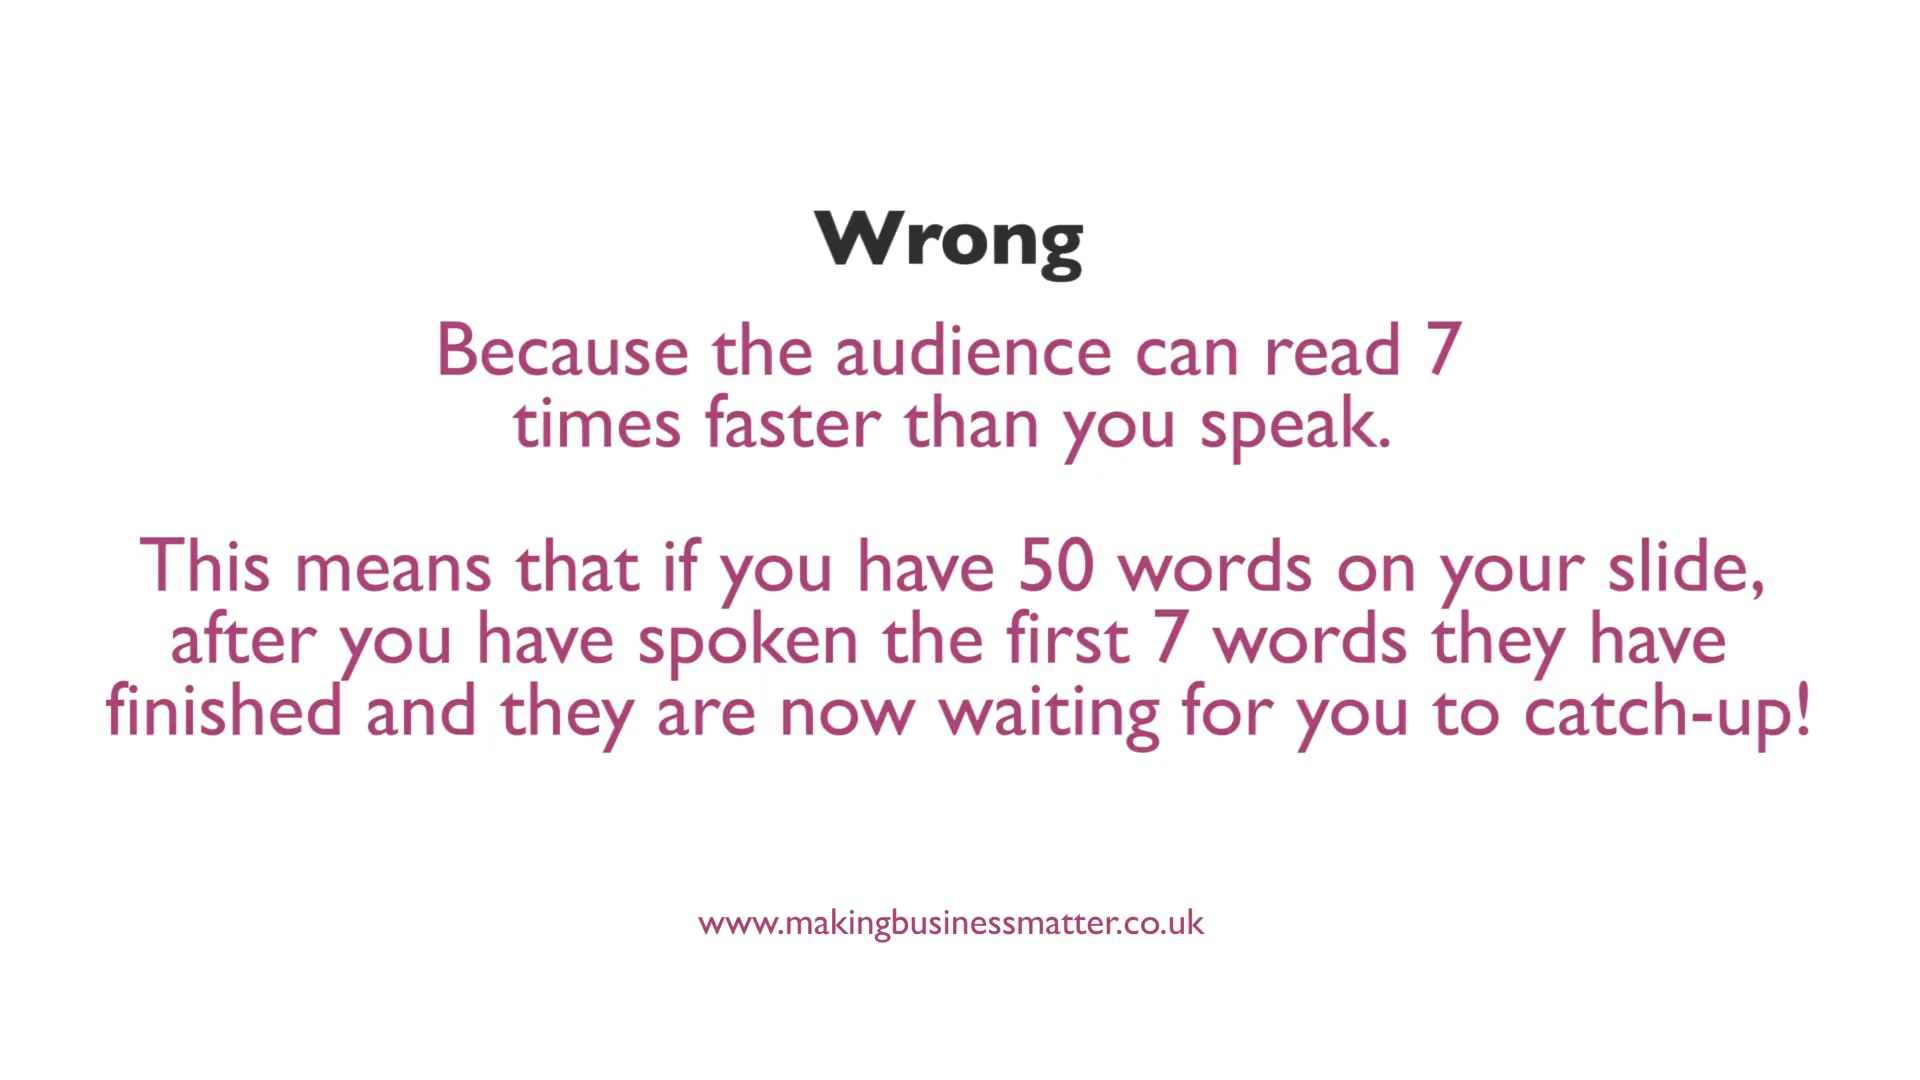 Wrong
Because the audience can read 7
times faster than you speak.
This means that if you have 50 words on your slide,
after you have spoken the first 7 words they have
finished and they are now waiting for you to catch-up!
www.makingbusinessmatter.co.uk